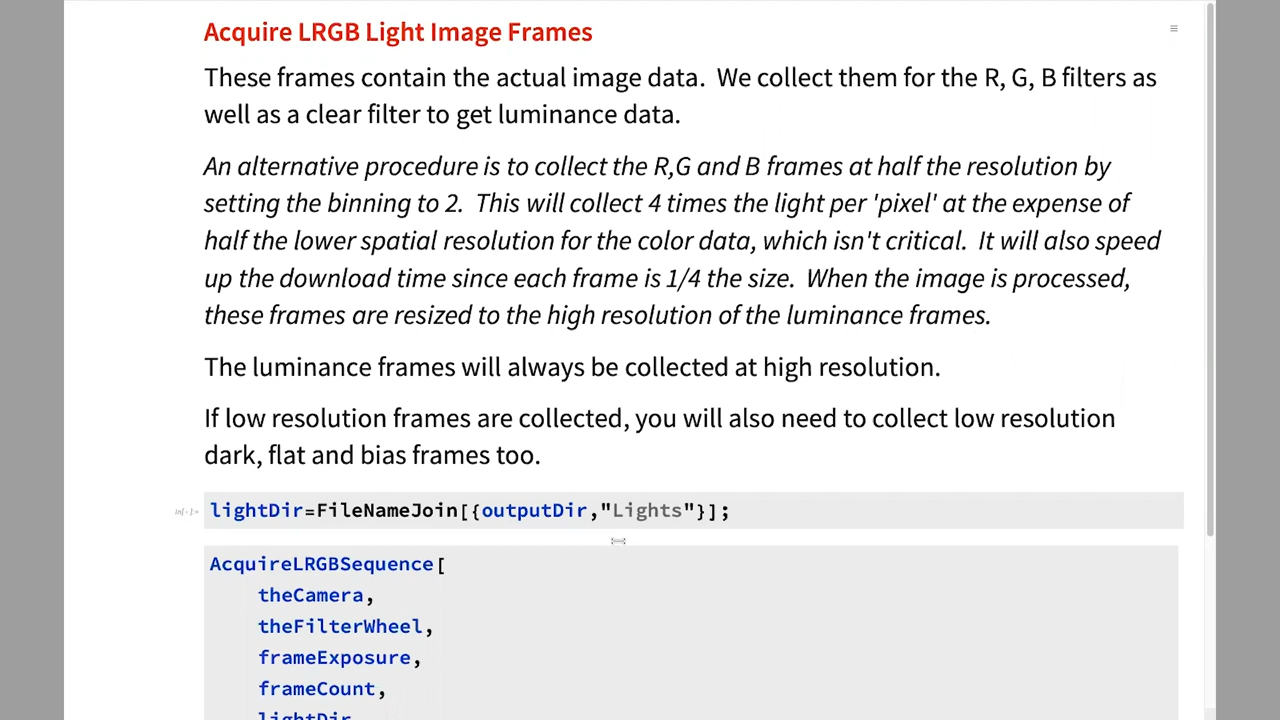 Acquire LRGB Light Image Frames
These frames contain the actual image data.  We collect them for the R, G, B filters as
well as a clear filter to get luminance data.
An alternative procedure is to collect the R,G and B frames at half the resolution by
setting the binning to 2.  This will collect 4 times the light per 'pixel' at the expense of
half the lower spatial resolution for the color data, which isn't critical.  It will also speed
up the download time since each frame is 1/4 the size.  When the image is processed,
these frames are resized to the high resolution of the luminance frames.
The luminance frames will always be collected at high resolution.
If low resolution frames are collected, you will also need to collect low resolution
dark, flat and bias frames too.
In[·]:= lightDir=FileNameJoin[{outputDir,"Lights"}];
AcquireLRGBSequence[
theCamera,
theFilterWheel,
frameExposure,
frameCount,
lightDir